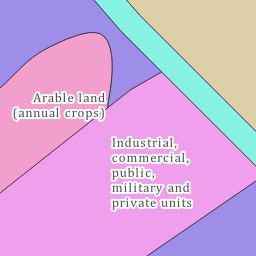 Arable land
(annual crops)
Industrial,
commercial,
public,
military and
private units